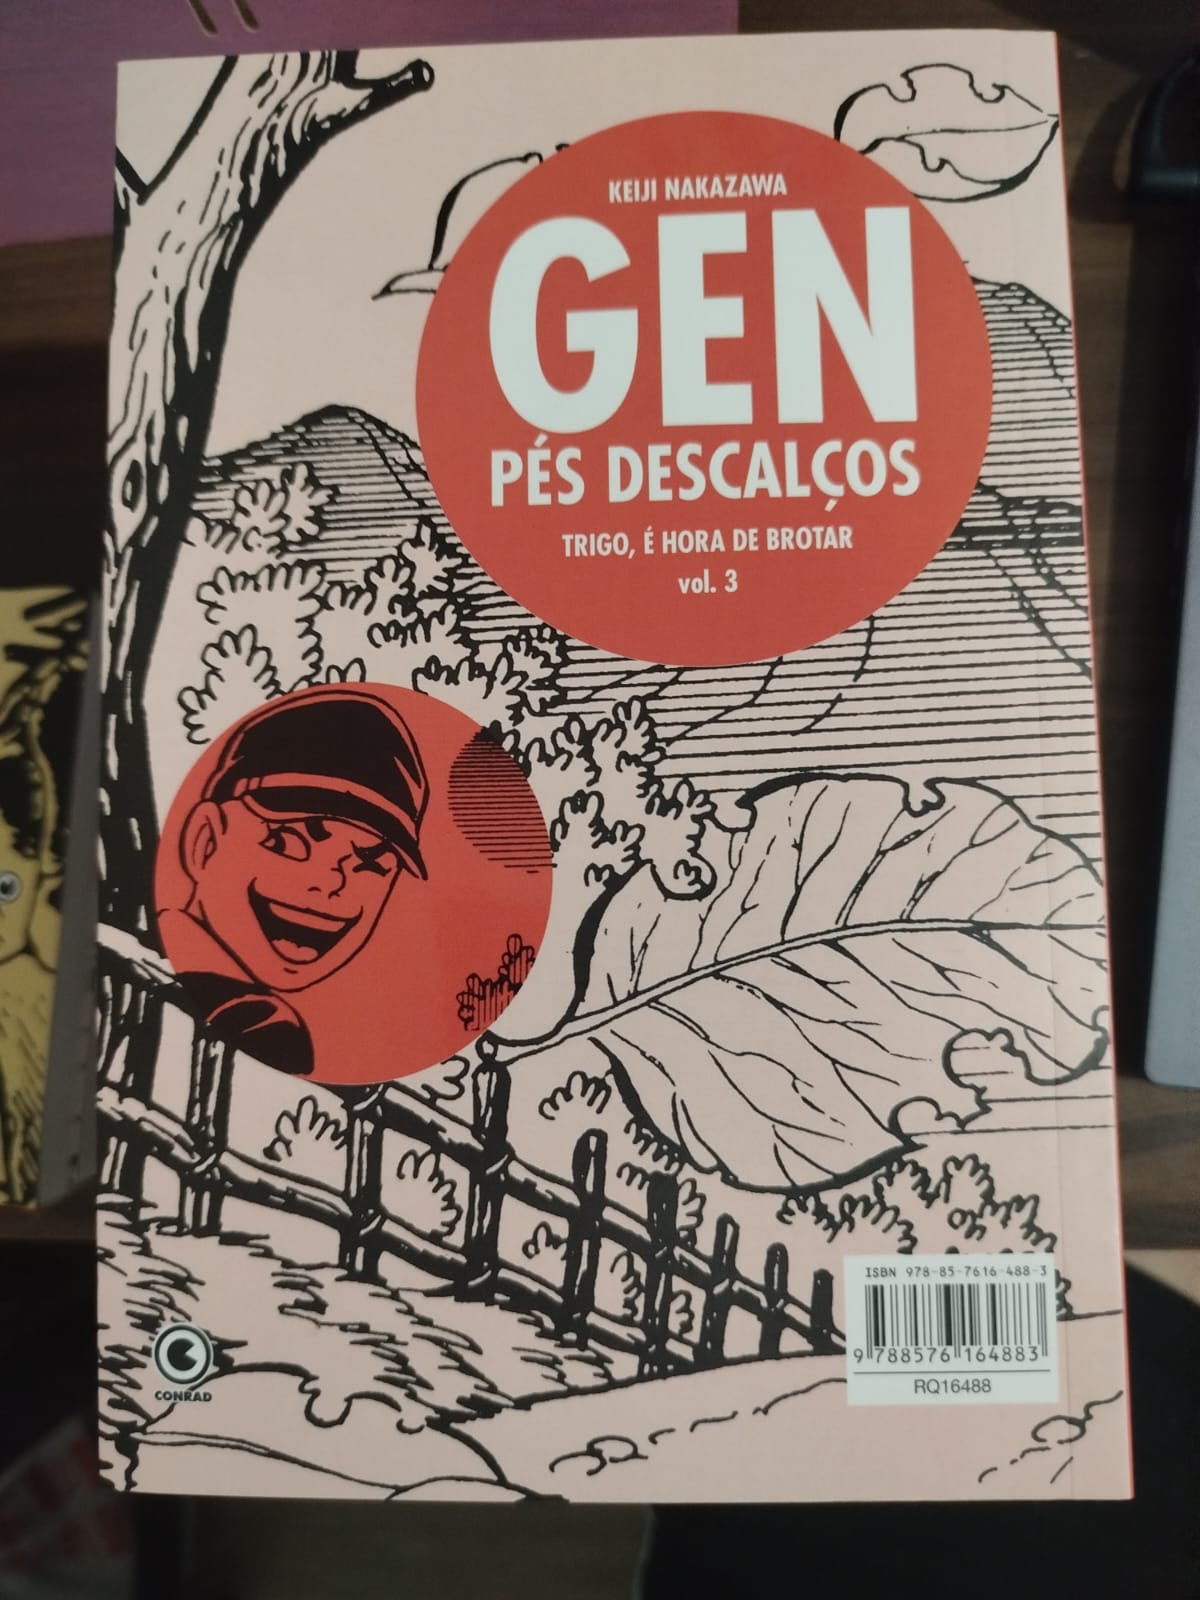 KEIJI NAKAZAWA
GEN
PÉS DESCALÇOS
TRIGO, É HORA DE BROTAR
vol. 3
ISBN 978-85-7616-488-3
9 788576 164883
RQ16488
CONRAD